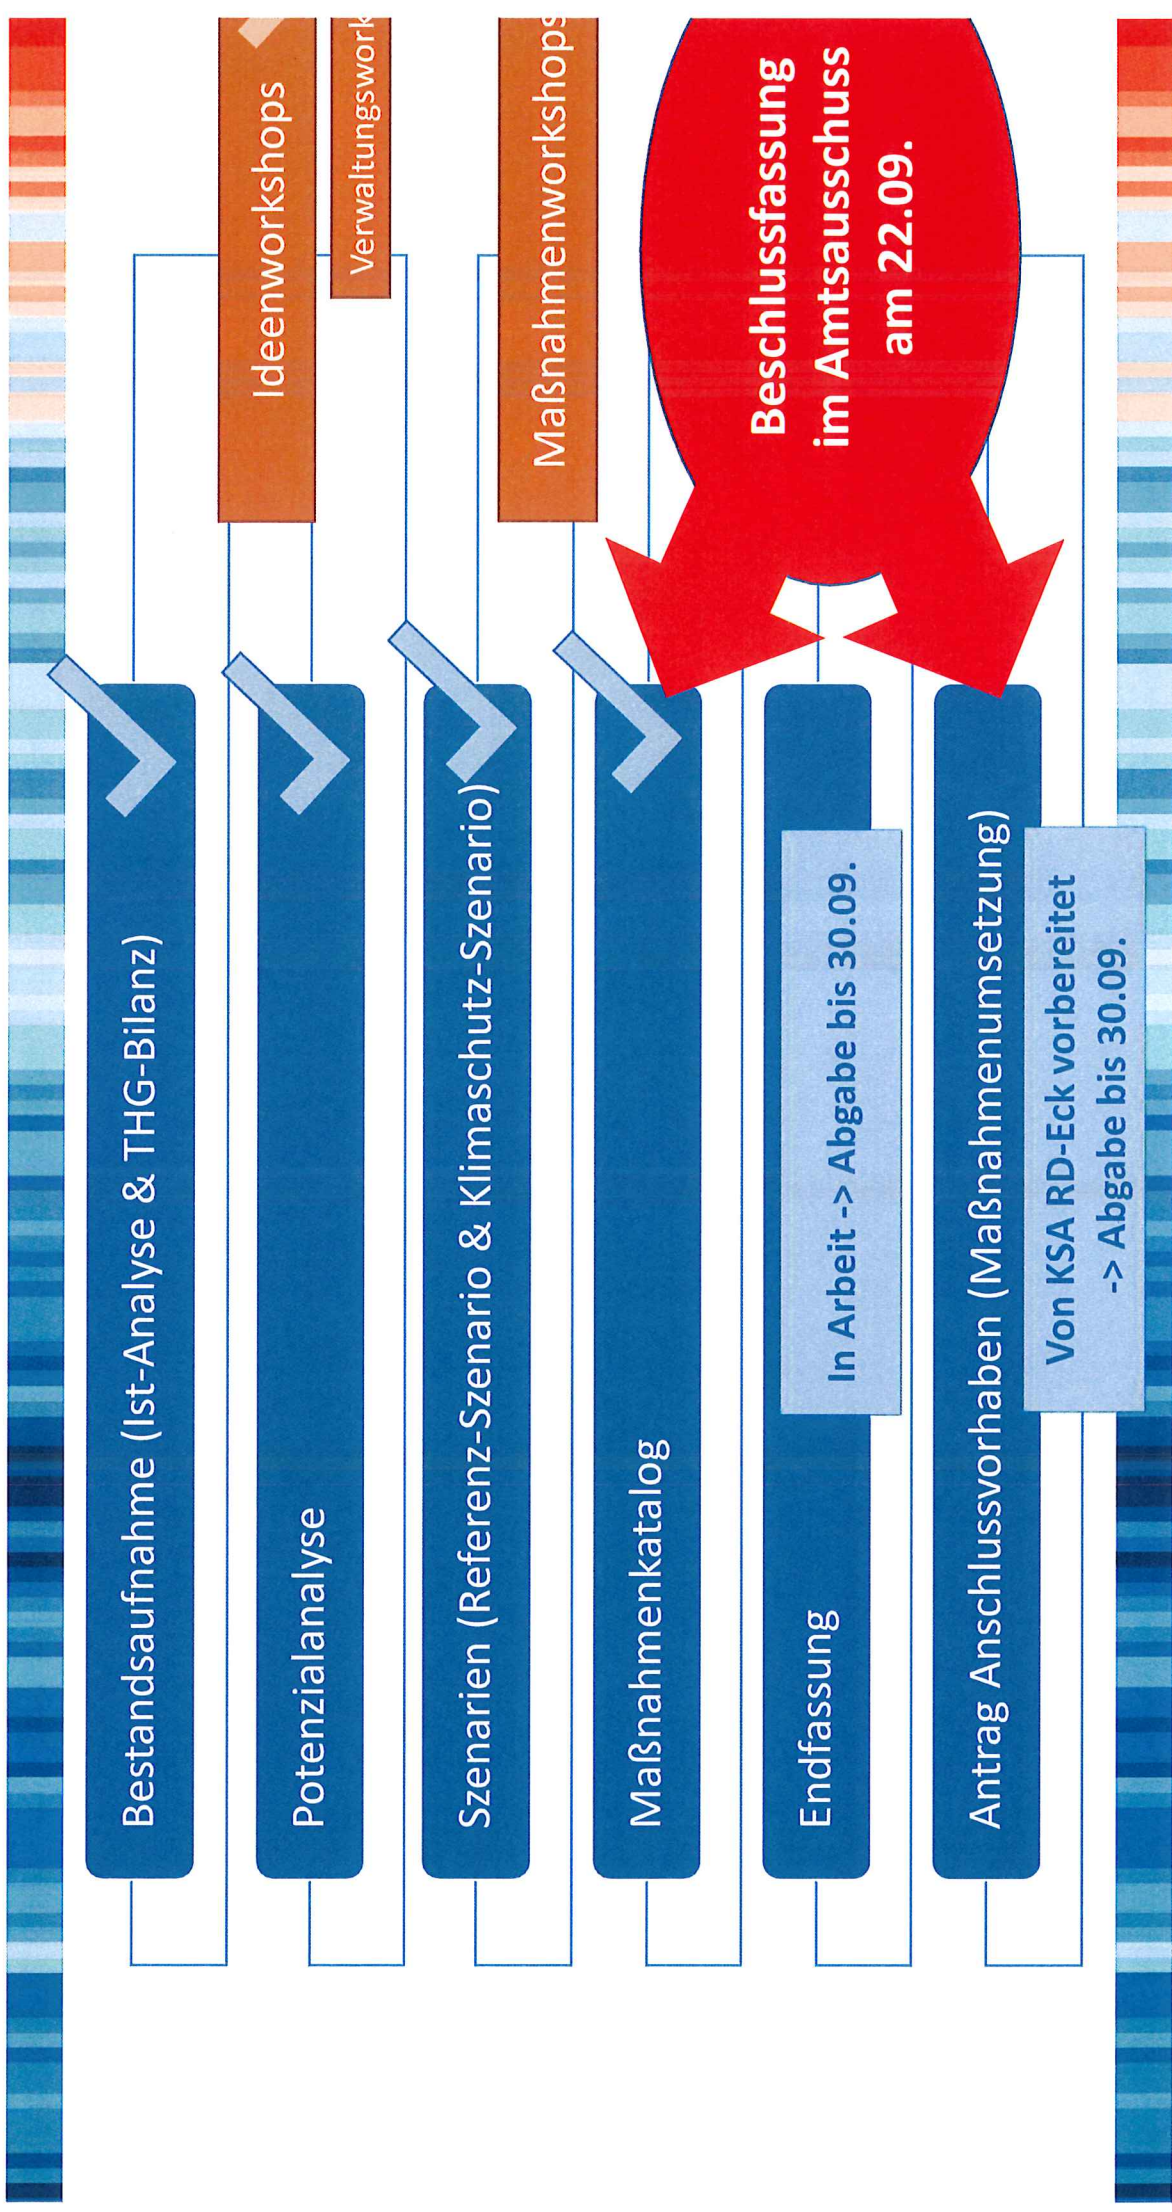 Bestandsaufnahme (Ist-Analyse & THG-Bilanz)
Ideenworkshops
Potenzialanalyse
Szenarien (Referenz-Szenario & Klimaschutz-Szenario)
Maßnahmenworkshops
Maßnahmenkatalog
Beschlussfassung
im Amtsausschuss
am 22.09.
Endfassung
In Arbeit -> Abgabe bis 30.09.
Antrag Anschlussvorhaben (Maßnahmenumsetzung)
Von KSA RD-Eck vorbereitet
-> Abgabe bis 30.09.